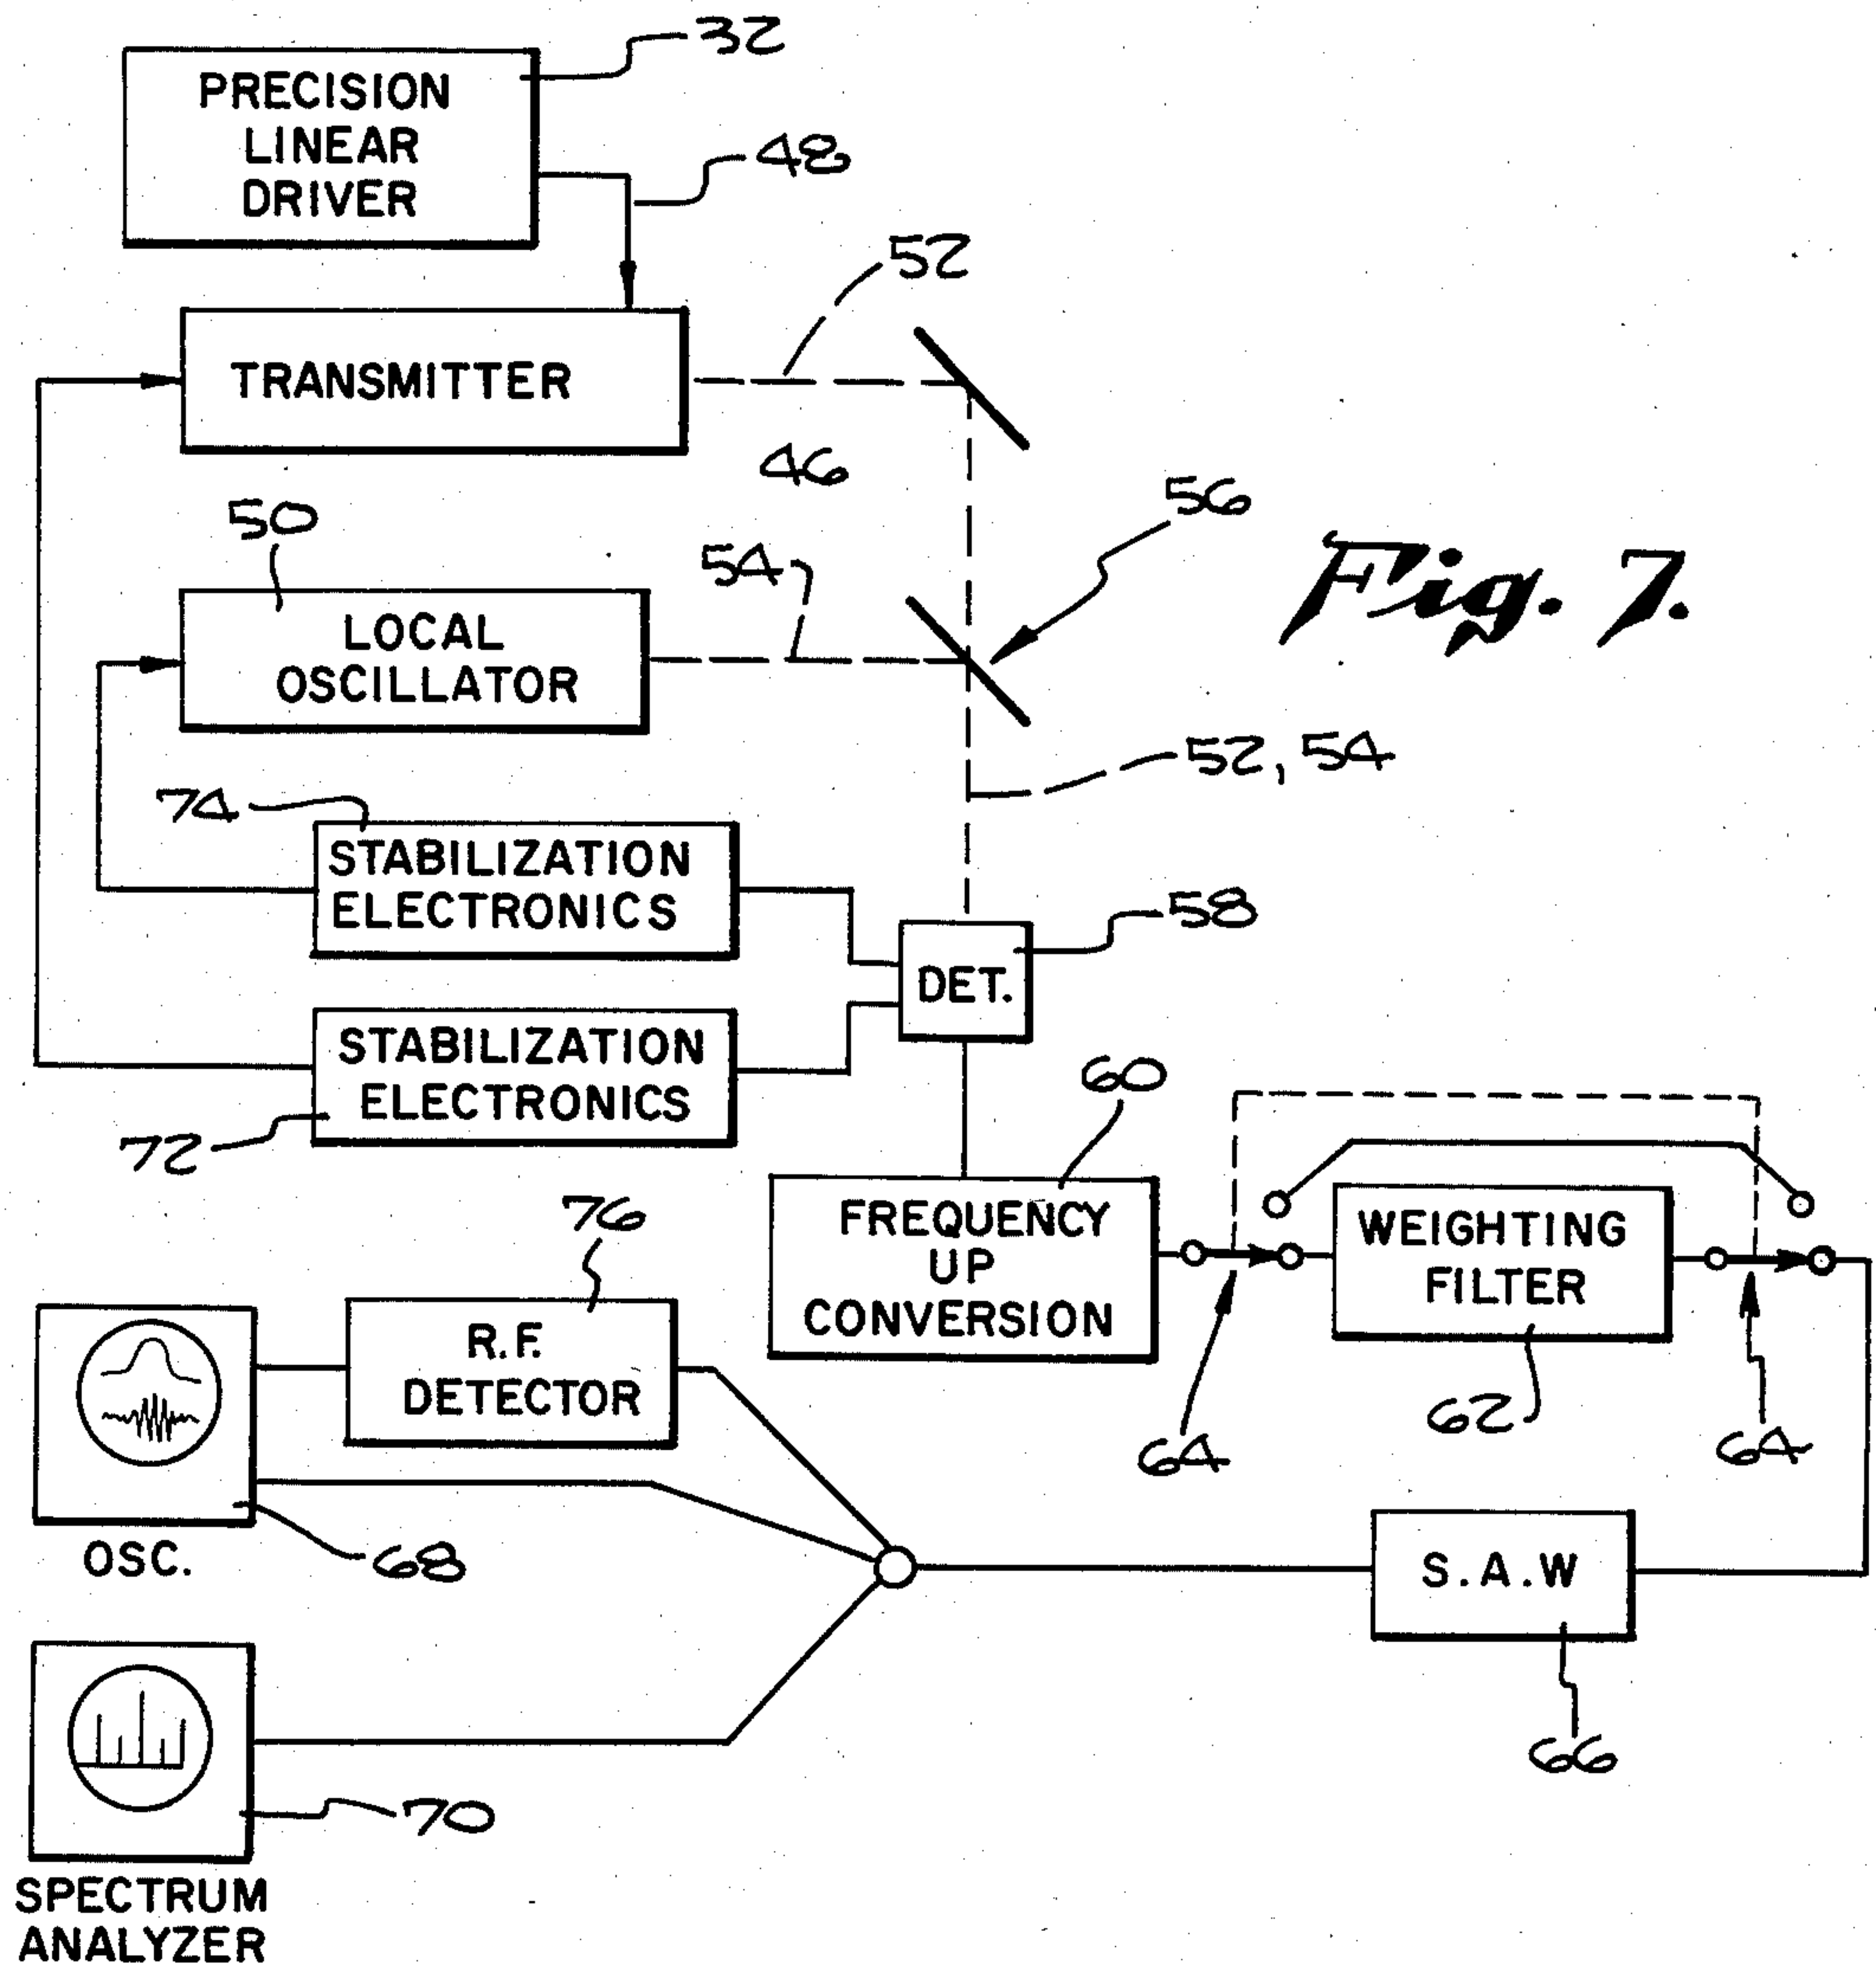 32
PRECISION
LINEAR
DRIVER
48
52
TRANSMITTER
46
50
54
56
Fig. 7.
LOCAL
OSCILLATOR
52, 54
74
STABILIZATION
ELECTRONICS
58
DET.
STABILIZATION
ELECTRONICS
72
60
76
FREQUENCY
UP
CONVERSION
WEIGHTING
FILTER
R.F.
DETECTOR
62
64
64
OSC.
68
S.A.W
66
70
SPECTRUM
ANALYZER